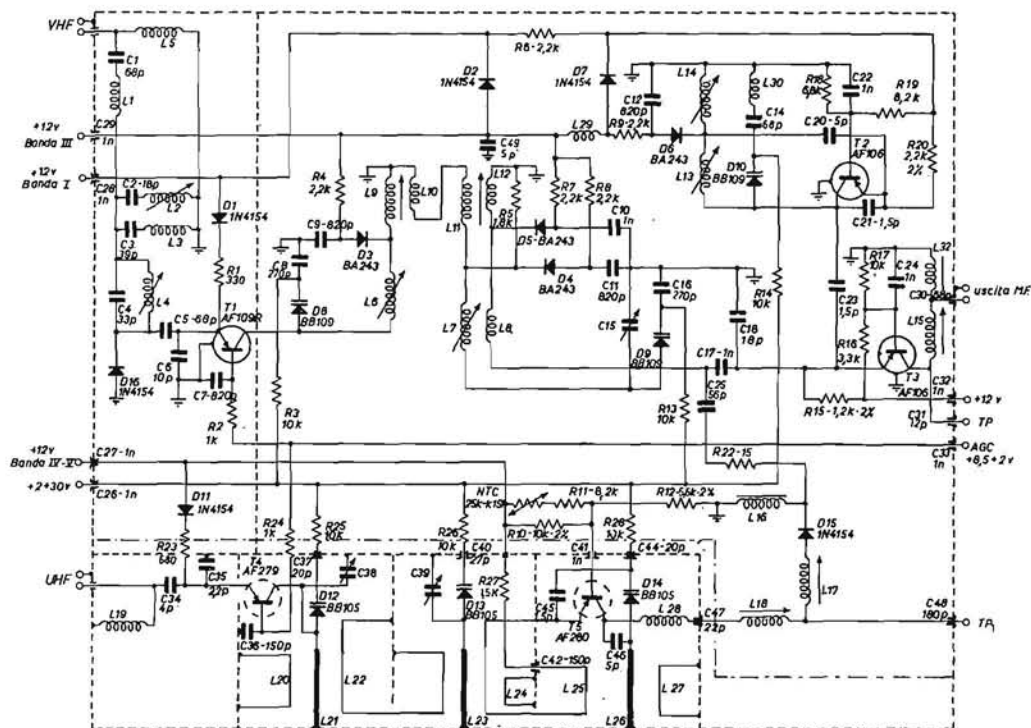 VHF
C1
68p
L5
L1
+12v
Banda III
C29
1n
+12v
Banda I
C28
1n
C2-18p
L2
C3
39p
L3
C4
33p
L4
D1
1N4154
R1
330
T1
AF109R
C5-68p
C6
10p
C7-820p
D16
1N4154
R2
1k
R3
10k
R4
2,2k
C8
270p
C9-820p
D3
BA243
D8
BB109
L9
L10
L6
L11
L12
L7
L8
D2
1N4154
R6-2,2k
D7
1N4154
C49
5p
L29
R5
1,8k
R7
2,2k
R8
2,2k
D5-BA243
D4
BA243
C10
1n
C11
820p
C15
C16
270p
D9
BB109
C17-1n
C25
56p
R13
10k
C18
1,8p
C12
820p
R9-2,2k
D6
BA243
L14
L13
L30
C14
68p
D10
BB109
R14
10k
R18
6,8k
C22
1n
R19
8,2k
C20-5p
T2
AF106
R20
2,2k
2%
C21-1,5p
C23
1,5p
R17
10k
C24
1n
L32
C30-56p
uscita M.F.
L15
R16
3,3k
T3
AF106
C32
1n
+12v
R15-1,2k-2%
C31
12p
TP
C33
1n
AGC
+8,5+2v
+12v
Banda IV-V
C27-1n
+2+30v
C26-1n
D11
1N4154
R23
680
R24
1k
R25
10k
UHF
L19
C34
4p
C35
22p
T4
AF279
C37
20p
C38
C36-150p
D12
BB105
L20
L21
L22
C39
R26
10k
C40
27p
D13
BB105
L23
NTC
R11-8,2k
R10-10k-2%
R27
1,5k
C41
1n
C45
T5
AF280
C42-150p
L24
L25
C44-20p
D14
BB105
C46
5p
L26
L27
L28
C47
22p
R22-15
L16
D15
1N4154
L17
L18
C48
180p